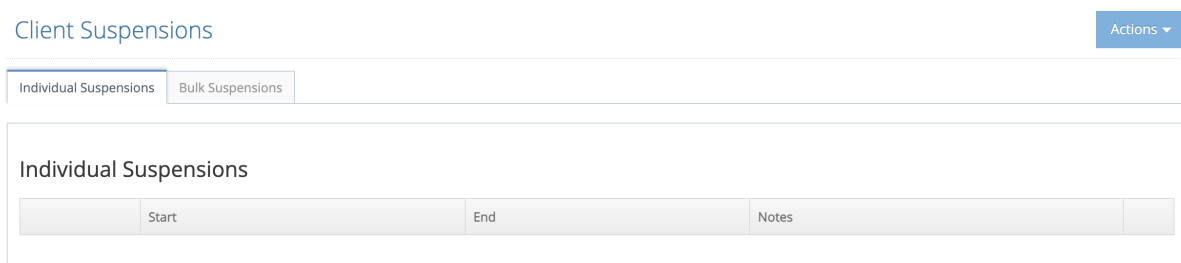 Client Suspensions
Actions
Individual Suspensions
Bulk Suspensions
Individual Suspensions
Start End Notes